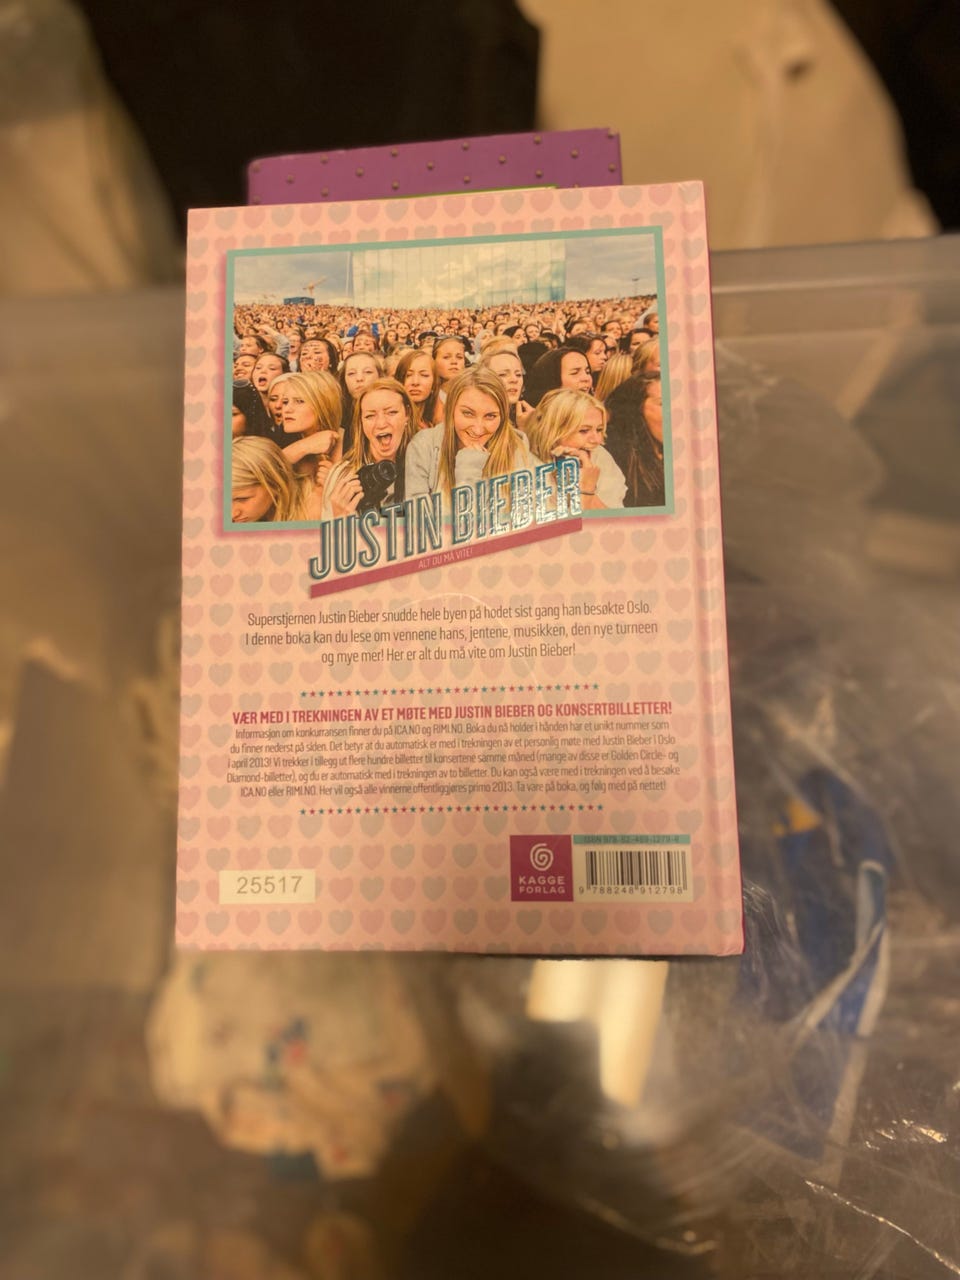 JUSTIN BIEBER
ALT DU MÅ VITE!
Superstjernen Justin Bieber snudde hele byen på hodet sist gang han besøkte Oslo.
I denne boka kan du lese om vennene hans, jentene, musikken, den nye turneen
og mye mer! Her er alt du må vite om Justin Bieber!
VÆR MED I TREKNINGEN AV ET MØTE MED JUSTIN BIEBER OG KONSERTBILLETTER!
Informasjon om konkurransen finner du på ICA.NO og RIMI.NO. Boka du nå holder i hånden har et unikt nummer som
du finner nederst på siden. Det betyr at du automatisk er med i trekningen av et personlig møte med Justin Bieber i Oslo
i april 2013! Vi trekker i tillegg ut flere hundre billetter til konsertene samme måned (mange av disse er Golden Circle- og
Diamond-billetter), og du er automatisk med i trekningen av to billetter. Du kan også være med i trekningen ved å besøke
ICA.NO eller RIMI.NO. Her vil også alle vinnerne offentliggjøres primo 2013. Ta vare på boka, og følg med på nettet!
25517
KAGGE
FORLAG
ISBN 978-82-489-1279-8
9 788248 912798